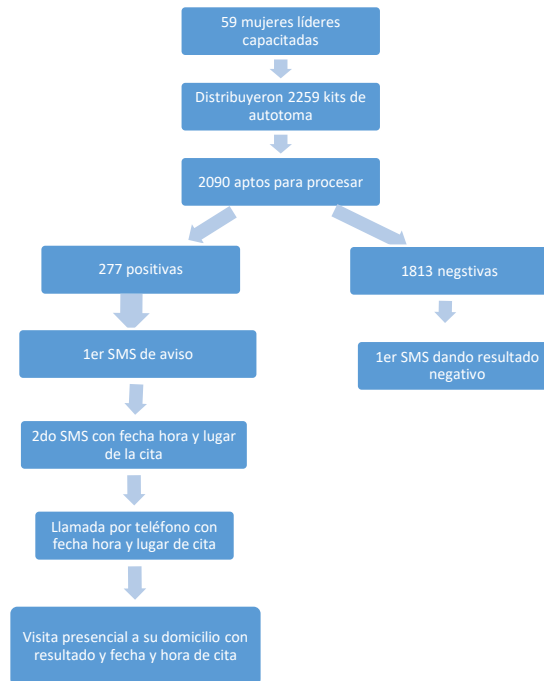 59 mujeres líderes
capacitadas
Distribuyeron 2259 kits de
autotoma
2090 aptos para procesar
277 positivas
1813 negstivas
1er SMS de aviso
1er SMS dando resultado
negativo
2do SMS con fecha hora y lugar
de la cita
Llamada por teléfono con
fecha hora y lugar de cita
Visita presencial a su domicilio con
resultado y fecha y hora de cita